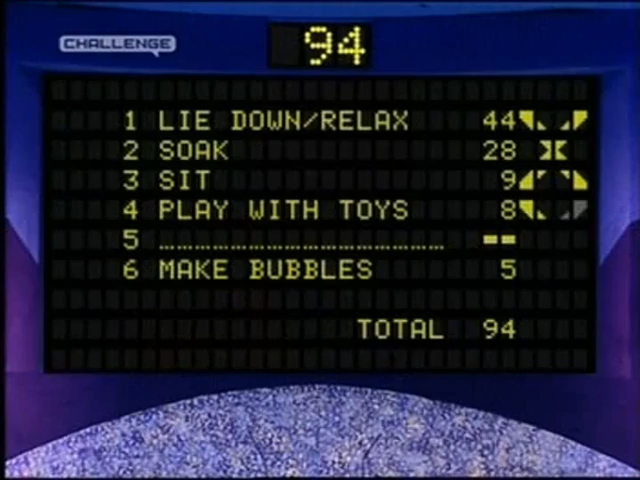 CHALLENGE
94
1 LIE DOWN/RELAX 44
2 SOAK 28
3 SIT 9
4 PLAY WITH TOYS 8
5 ........................ --
6 MAKE BUBBLES 5
TOTAL 94